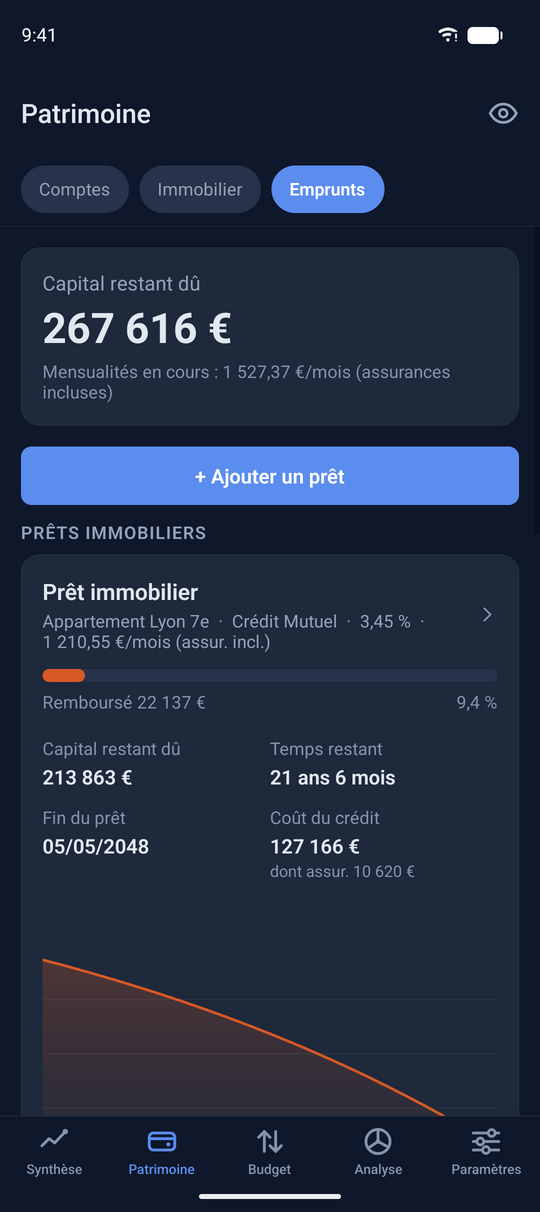 9:41
Patrimoine
Comptes
Immobilier
Emprunts
Capital restant dû
267 616 €
Mensualités en cours : 1 527,37 €/mois (assurances
incluses)
+ Ajouter un prêt
PRÊTS IMMOBILIERS
Prêt immobilier
Appartement Lyon 7e · Crédit Mutuel · 3,45 % ·
1 210,55 €/mois (assur. incl.)
Remboursé 22 137 €
9,4 %
Capital restant dû
213 863 €
Temps restant
21 ans 6 mois
Fin du prêt
05/05/2048
Coût du crédit
127 166 €
dont assur. 10 620 €
Synthèse
Patrimoine
Budget
Analyse
Paramètres